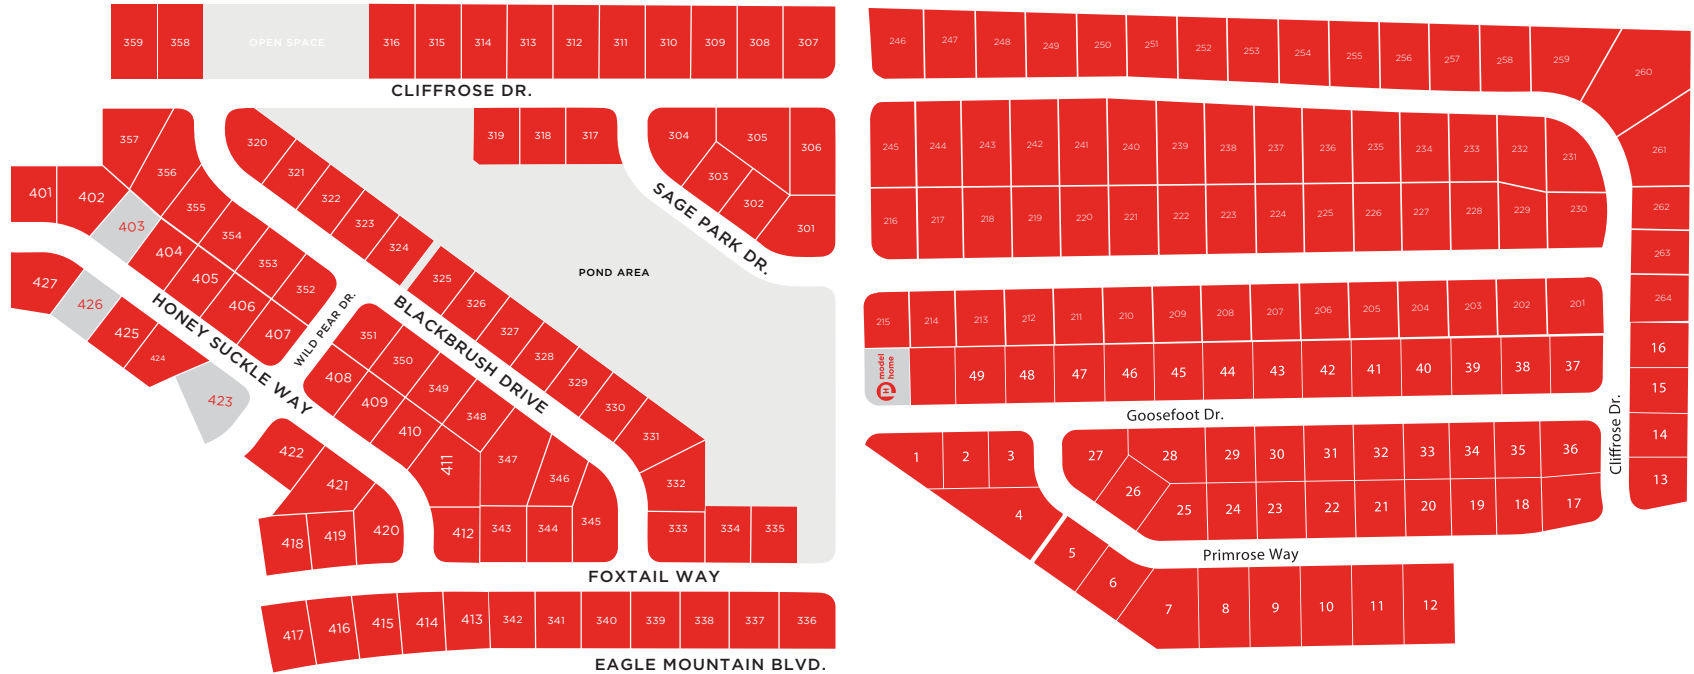 359 358 OPEN SPACE 316 315 314 313 312 311 310 309 308 307
CLIFFROSE DR.
357 356 355 354 353 352
320 321 322 323 324 325 326 327 328 329 330 331 332 333 334 335
319 318 317
304 305 306 303 302 301
SAGE PARK DR.
POND AREA
401 402 403 404 405 406 407
427 426 425 424 423
HONEY SUCKLE WAY
WILD PEAR DR.
BLACKBRUSH DRIVE
351 350 349 348 347 346 345
408 409 410 411 412 343 344
422 421 420 419 418
FOXTAIL WAY
417 416 415 414 413 342 341 340 339 338 337 336
EAGLE MOUNTAIN BLVD.
246 247 248 249 250 251 252 253 254 255 256 257 258 259 260
261 262 263 264 16 15 14 13
245 244 243 242 241 240 239 238 237 236 235 234 233 232 231
216 217 218 219 220 221 222 223 224 225 226 227 228 229 230
215 214 213 212 211 210 209 208 207 206 205 204 203 202 201
H
model
home
49 48 47 46 45 44 43 42 41 40 39 38 37
Goosefoot Dr.
Cliffrose Dr.
1 2 3 4 5 6
27 28 29 30 31 32 33 34 35 36
26 25 24 23 22 21 20 19 18 17
Primrose Way
7 8 9 10 11 12